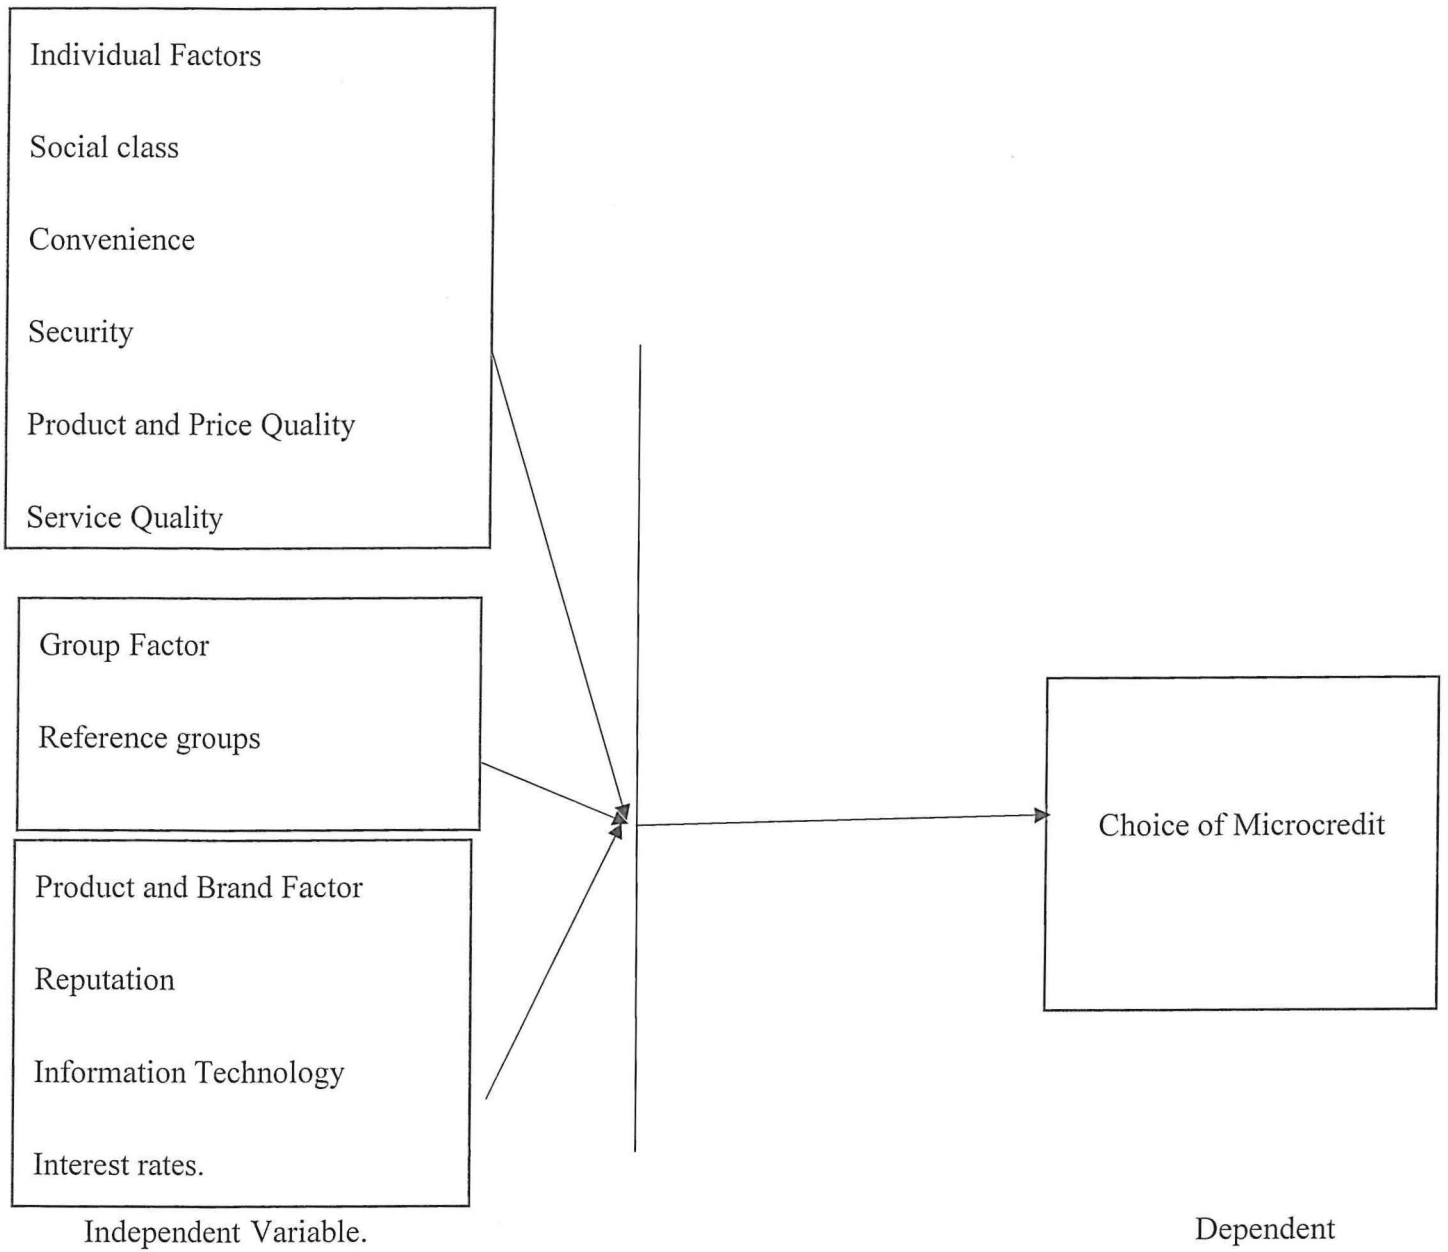 Individual Factors
Social class
Convenience
Security
Product and Price Quality
Service Quality
Group Factor
Reference groups
Product and Brand Factor
Reputation
Information Technology
Interest rates.
Independent Variable.
Choice of Microcredit
Dependent